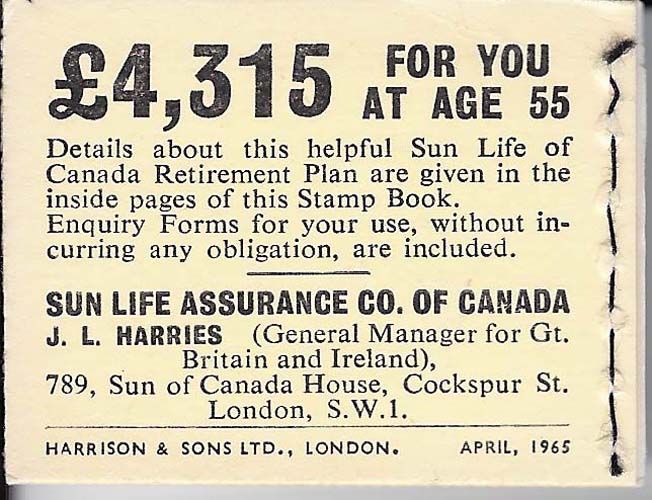 £4,315 FOR YOU
AT AGE 55
Details about this helpful Sun Life of
Canada Retirement Plan are given in the
inside pages of this Stamp Book.
Enquiry Forms for your use, without in-
curring any obligation, are included.
SUN LIFE ASSURANCE CO. OF CANADA
J. L. HARRIES (General Manager for Gt.
Britain and Ireland),
789, Sun of Canada House, Cockspur St.
London, S.W.1.
HARRISON & SONS LTD., LONDON. APRIL, 1965